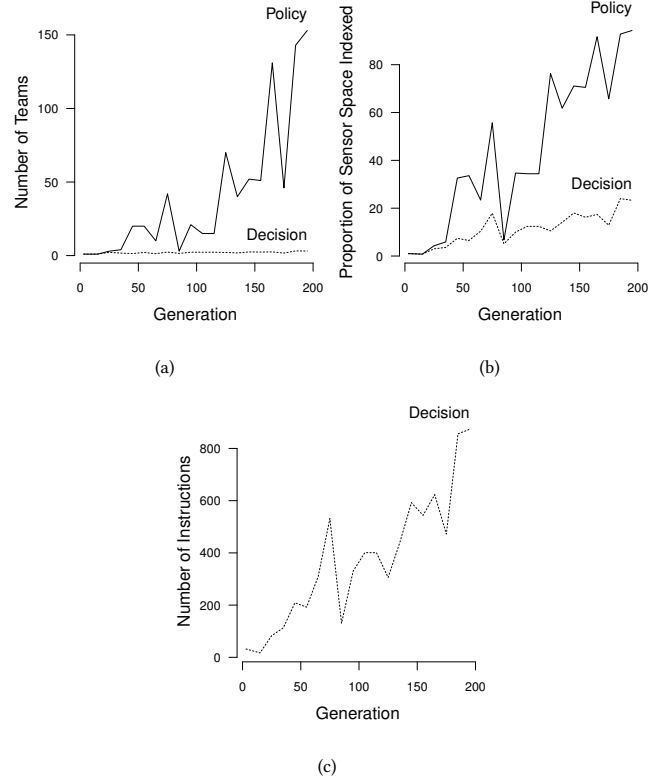 Policy
Decision
Number of Teams
150
100
50
0
0 50 100 150 200
Generation
(a)
Policy
Decision
Proportion of Sensor Space Indexed
80
60
40
20
0
0 50 100 150 200
Generation
(b)
Decision
Number of Instructions
800
600
400
200
0
0 50 100 150 200
Generation
(c)